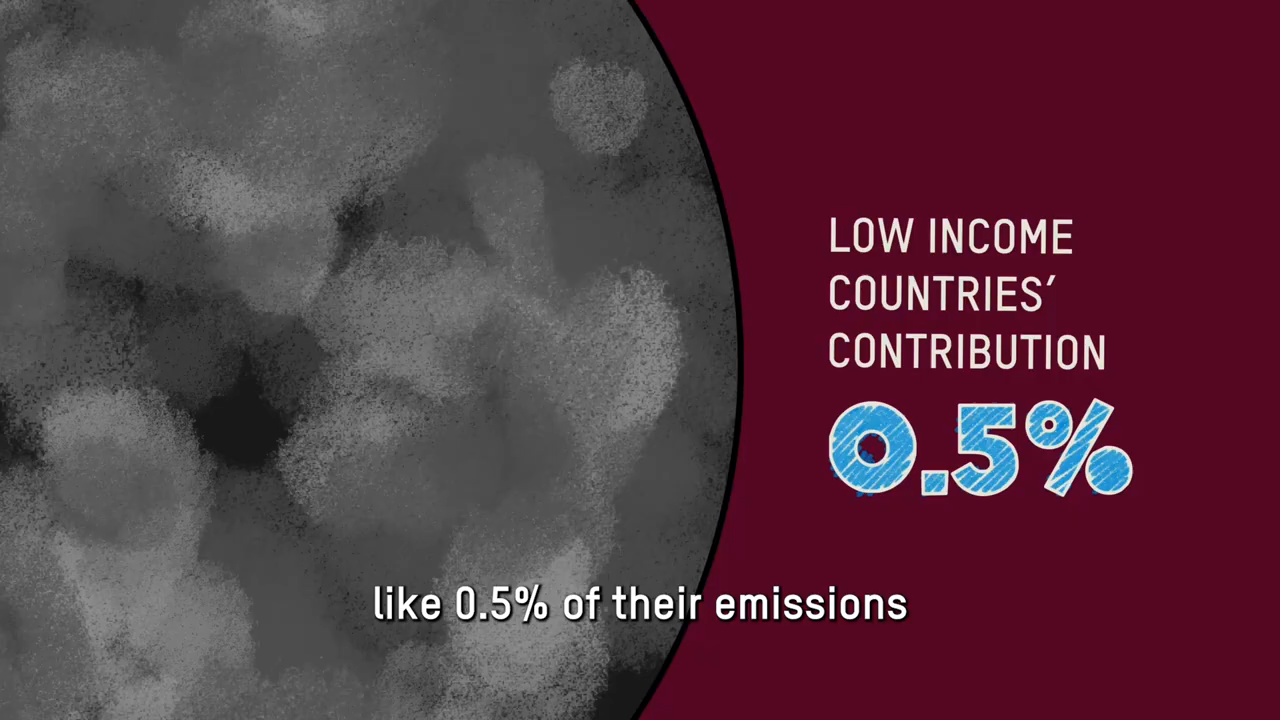 LOW INCOME
COUNTRIES’
CONTRIBUTION
0.5%
like 0.5% of their emissions